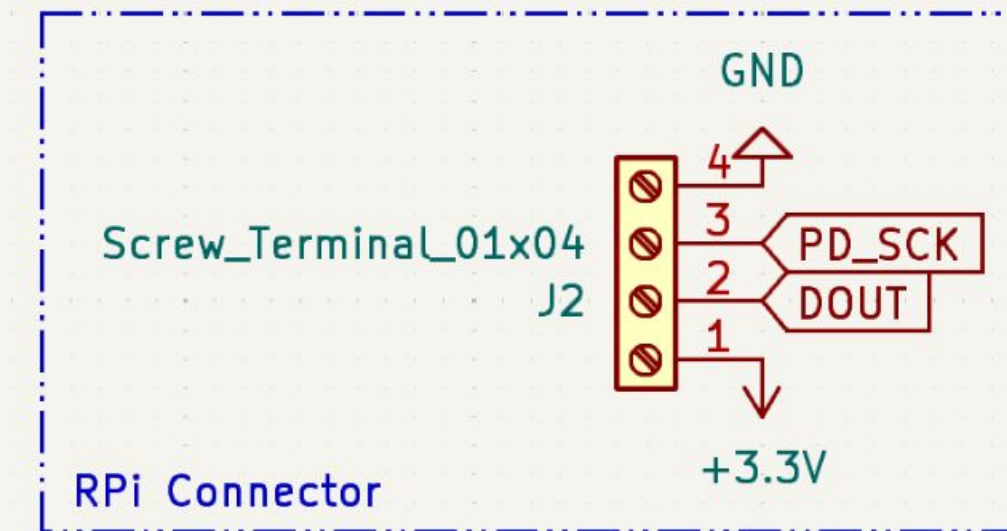 GND
4
3
PD_SCK
Screw_Terminal_01x04
2
DOUT
J2
1
+3.3V
RPi Connector